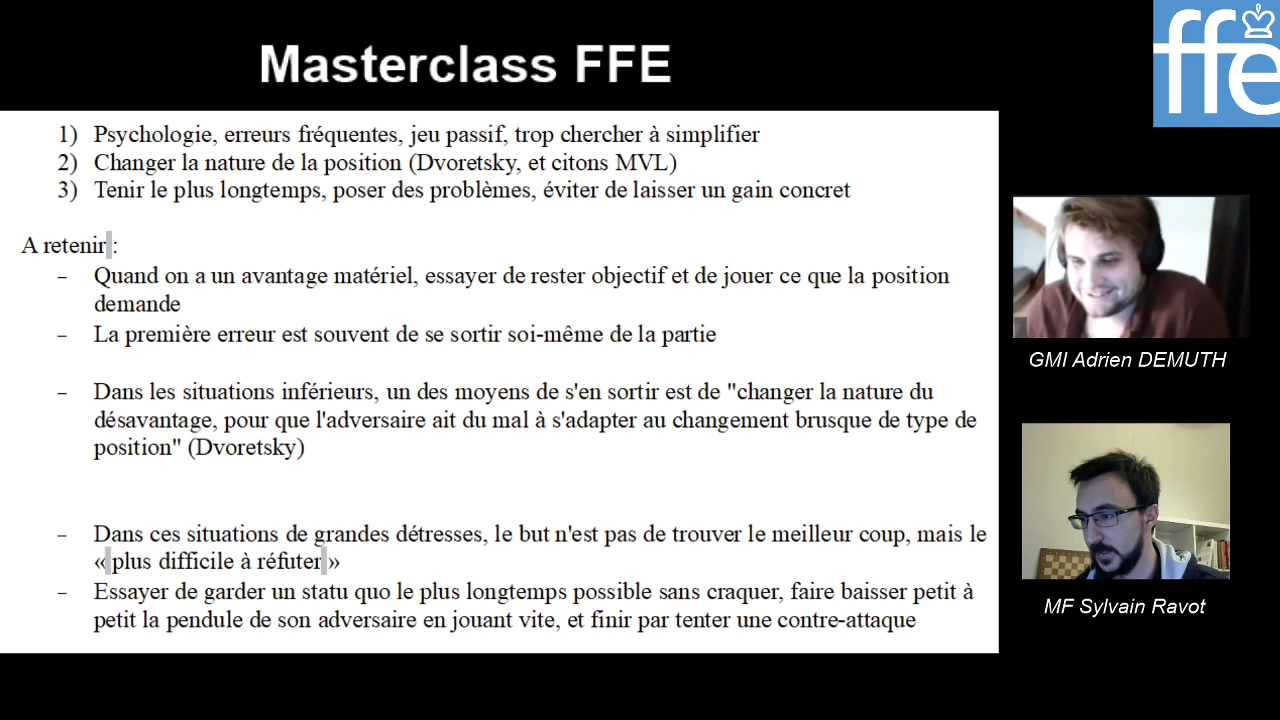 Masterclass FFE
ffe
1) Psychologie, erreurs fréquentes, jeu passif, trop chercher à simplifier
2) Changer la nature de la position (Dvoretsky, et citons MVL)
3) Tenir le plus longtemps, poser des problèmes, éviter de laisser un gain concret
A retenir :
- Quand on a un avantage matériel, essayer de rester objectif et de jouer ce que la position
demande
- La première erreur est souvent de se sortir soi-même de la partie
- Dans les situations inférieurs, un des moyens de s'en sortir est de "changer la nature du
désavantage, pour que l'adversaire ait du mal à s'adapter au changement brusque de type de
position" (Dvoretsky)
- Dans ces situations de grandes détresses, le but n'est pas de trouver le meilleur coup, mais le
« plus difficile à réfuter »
- Essayer de garder un statu quo le plus longtemps possible sans craquer, faire baisser petit à
petit la pendule de son adversaire en jouant vite, et finir par tenter une contre-attaque
GMI Adrien DEMUTH
MF Sylvain Ravot